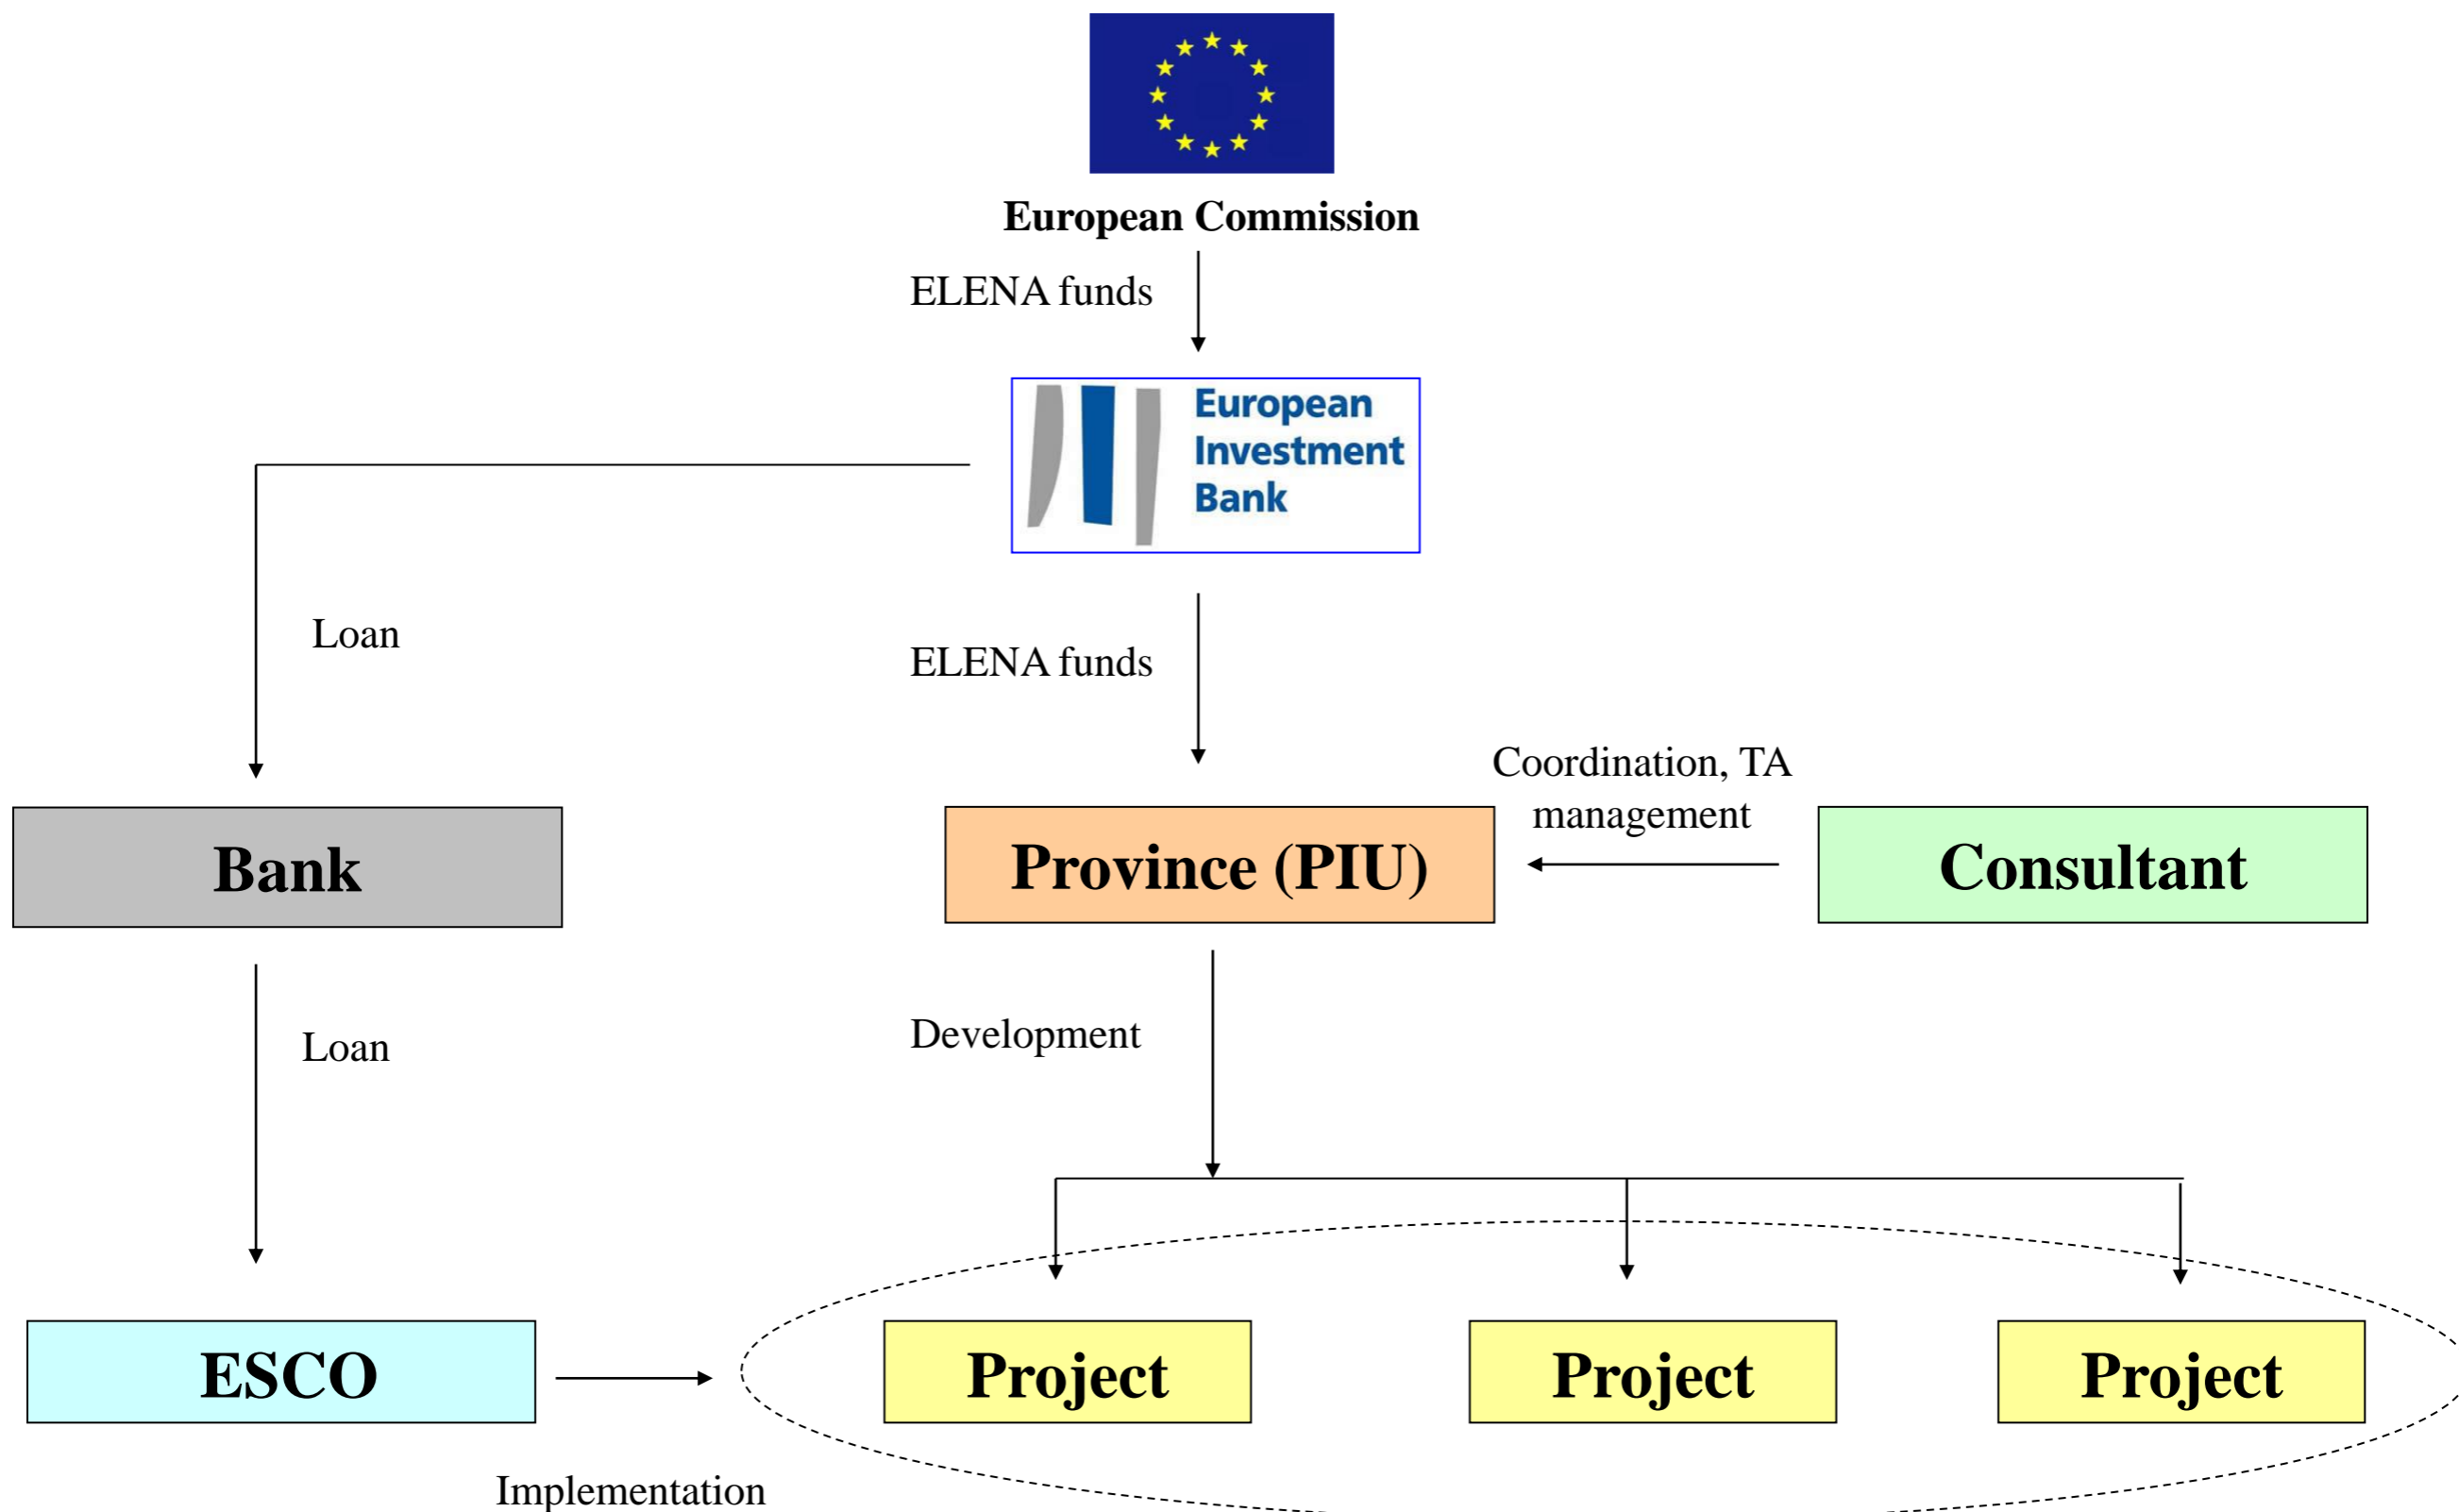 European Commission
ELENA funds
European
Investment
Bank
Loan
ELENA funds
Coordination, TA
management
Bank
Province (PIU)
Consultant
Development
Loan
ESCO
Project
Project
Project
Implementation